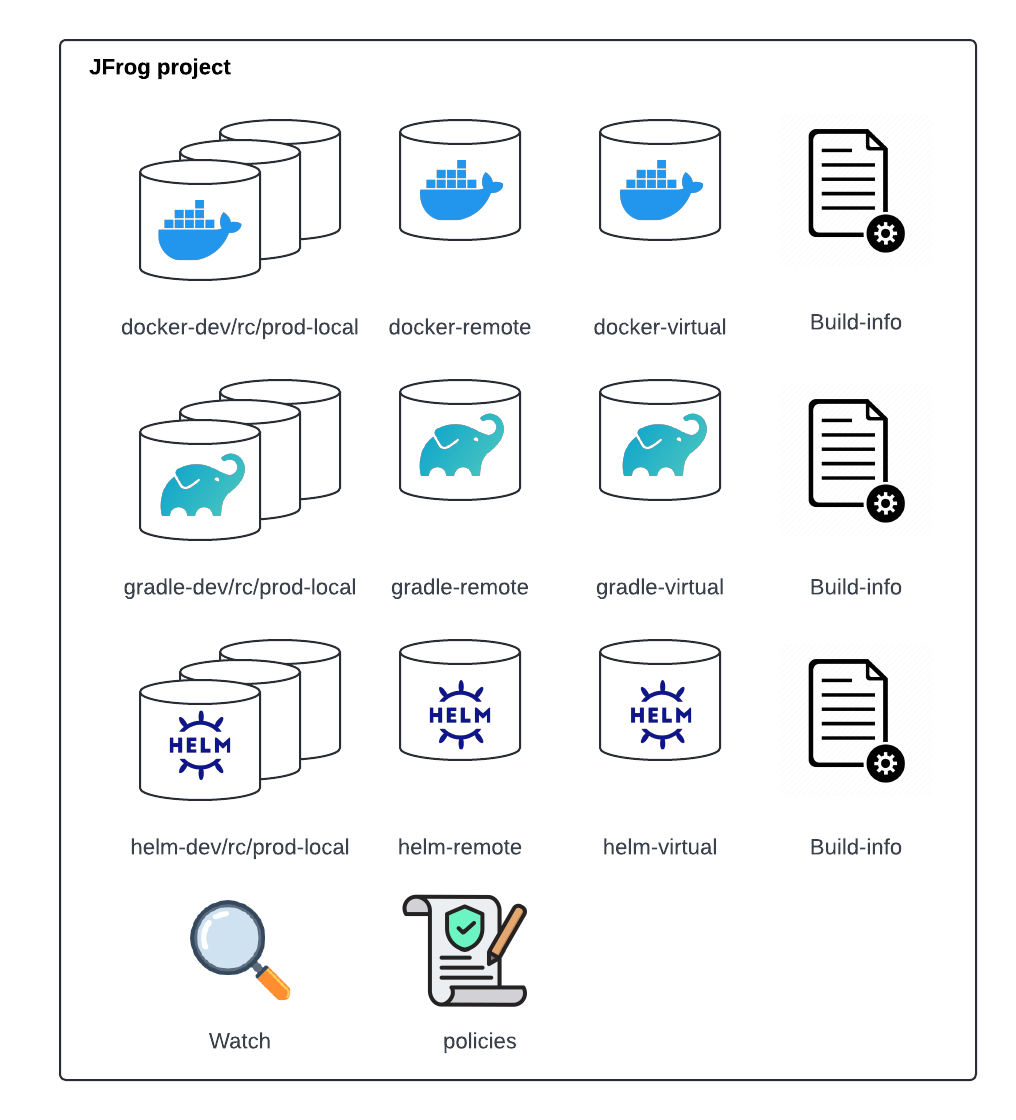 JFrog project
docker-dev/rc/prod-local
docker-remote
docker-virtual
Build-info
gradle-dev/rc/prod-local
gradle-remote
gradle-virtual
Build-info
HELM
HELM
HELM
helm-dev/rc/prod-local
helm-remote
helm-virtual
Build-info
Watch
policies